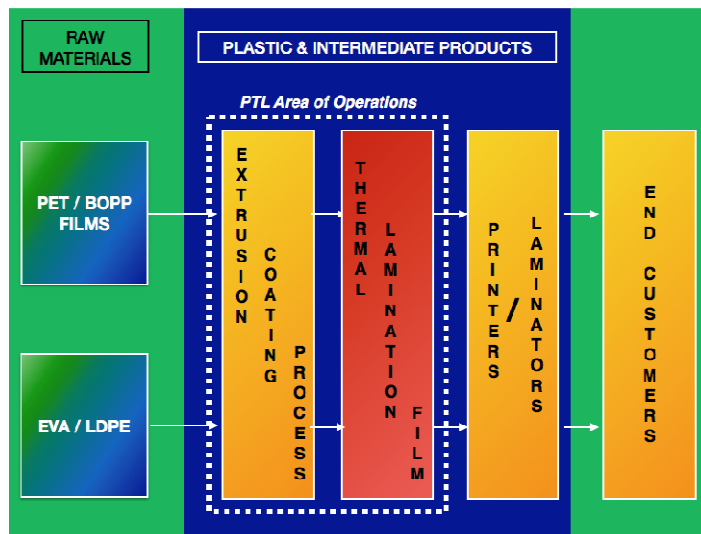 RAW
MATERIALS
PLASTIC & INTERMEDIATE PRODUCTS
PTL Area of Operations
PET / BOPP
FILMS
EVA / LDPE
EXTRUSION
COATING
PROCESS
THERMAL
LAMINATION
FILM
PRINTERS
/
LAMINATORS
END CUSTOMERS